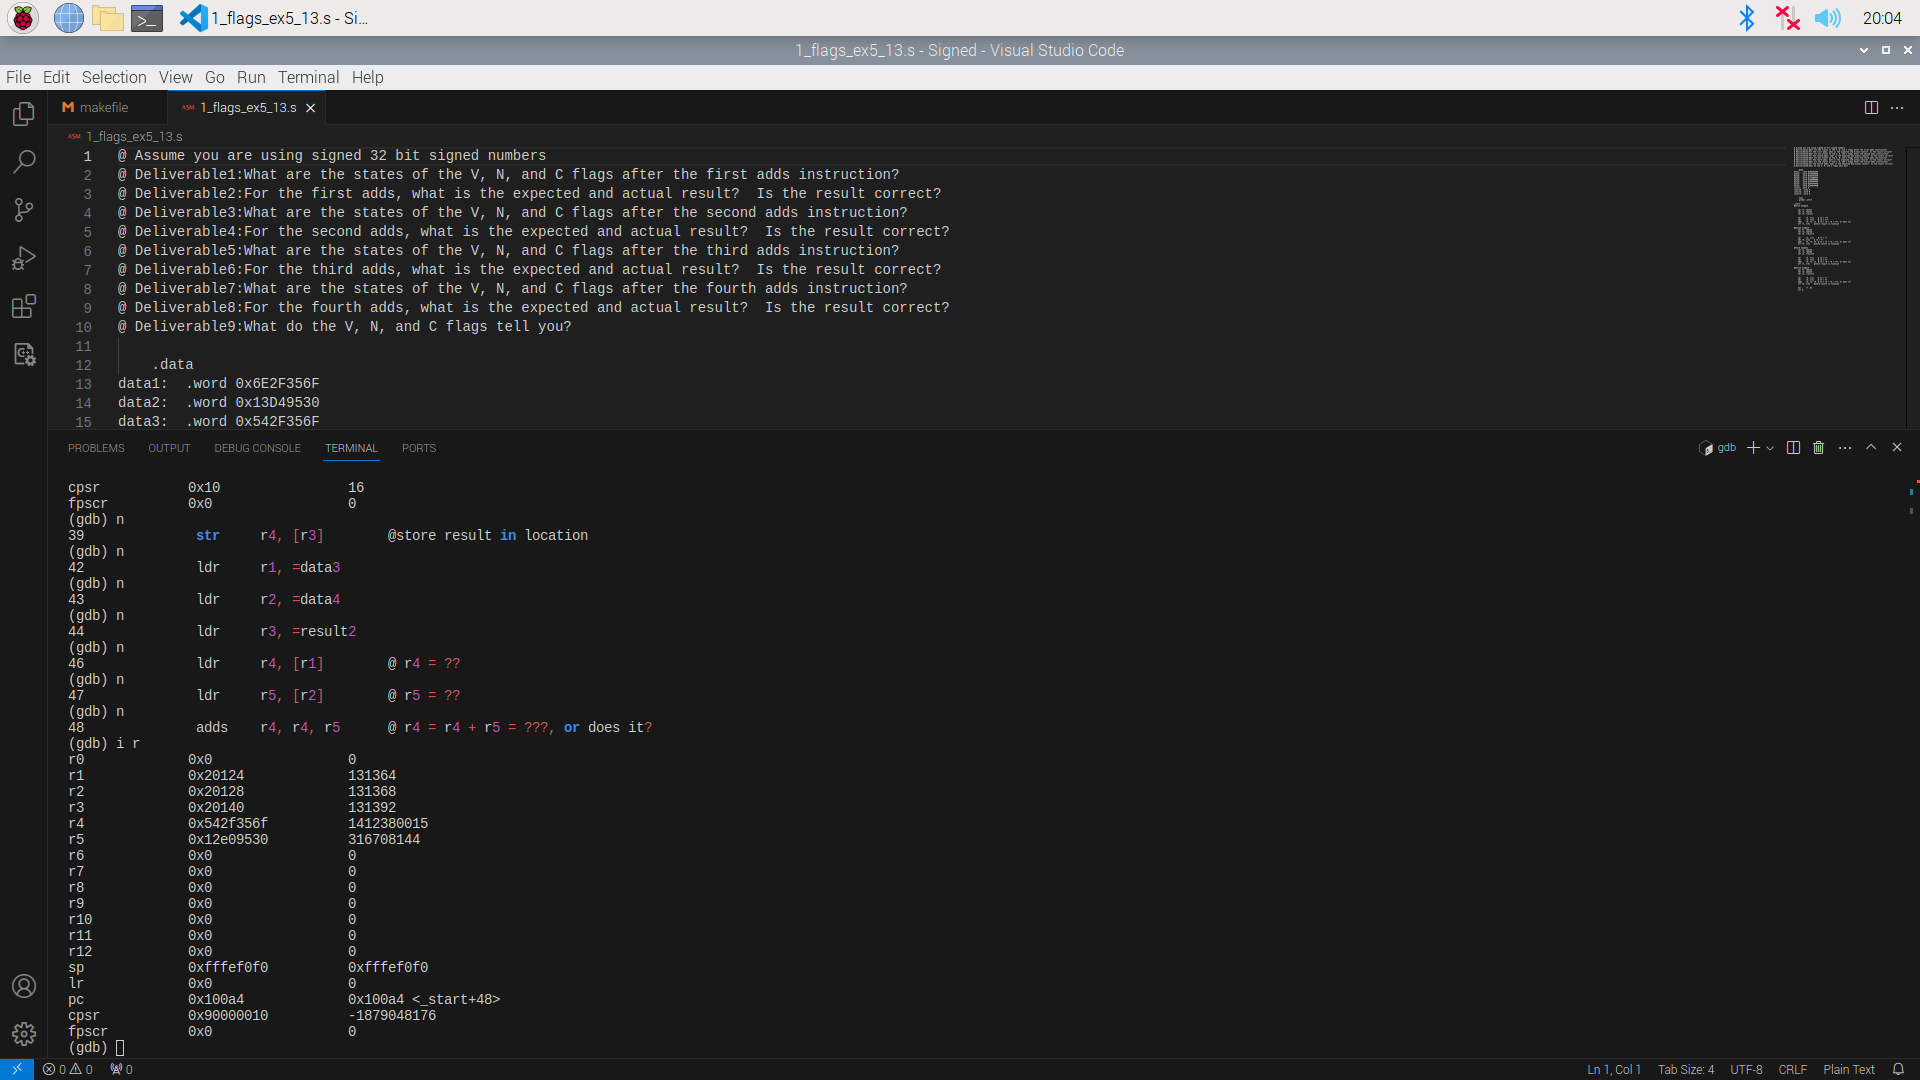 1_flags_ex5_13.s - Si...
20:04
1_flags_ex5_13.s - Signed - Visual Studio Code
File Edit Selection View Go Run Terminal Help
M makefile
ASM 1_flags_ex5_13.s
ASM 1_flags_ex5_13.s
1 @ Assume you are using signed 32 bit signed numbers
2 @ Deliverable1:What are the states of the V, N, and C flags after the first adds instruction?
3 @ Deliverable2:For the first adds, what is the expected and actual result?  Is the result correct?
4 @ Deliverable3:What are the states of the V, N, and C flags after the second adds instruction?
5 @ Deliverable4:For the second adds, what is the expected and actual result?  Is the result correct?
6 @ Deliverable5:What are the states of the V, N, and C flags after the third adds instruction?
7 @ Deliverable6:For the third adds, what is the expected and actual result?  Is the result correct?
8 @ Deliverable7:What are the states of the V, N, and C flags after the fourth adds instruction?
9 @ Deliverable8:For the fourth adds, what is the expected and actual result?  Is the result correct?
10 @ Deliverable9:What do the V, N, and C flags tell you?
11
12 .data
13 data1:  .word 0x6E2F356F
14 data2:  .word 0x13D49530
15 data3:  .word 0x542F356F
PROBLEMS OUTPUT DEBUG CONSOLE TERMINAL PORTS
gdb
cpsr 0x10 16
fpscr 0x0 0
(gdb) n
39 str r4, [r3] @store result in location
(gdb) n
42 ldr r1, =data3
(gdb) n
43 ldr r2, =data4
(gdb) n
44 ldr r3, =result2
(gdb) n
46 ldr r4, [r1] @ r4 = ??
(gdb) n
47 ldr r5, [r2] @ r5 = ??
(gdb) n
48 adds r4, r4, r5 @ r4 = r4 + r5 = ???, or does it?
(gdb) i r
r0 0x0 0
r1 0x20124 131364
r2 0x20128 131368
r3 0x20140 131392
r4 0x542f356f 1412380015
r5 0x12e09530 316708144
r6 0x0 0
r7 0x0 0
r8 0x0 0
r9 0x0 0
r10 0x0 0
r11 0x0 0
r12 0x0 0
sp 0xfffef0f0 0xfffef0f0
lr 0x0 0
pc 0x100a4 0x100a4 <_start+48>
cpsr 0x90000010 -1879048176
fpscr 0x0 0
(gdb)
0 0 0 Ln 1, Col 1 Tab Size: 4 UTF-8 CRLF Plain Text